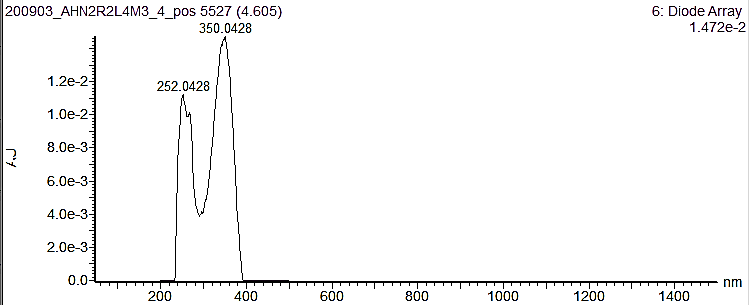 200903_AHN2R2L4M3_4_pos 5527 (4.605)
6: Diode Array
1.472e-2
350.0428
252.0428
1.2e-2
1.0e-2
8.0e-3
6.0e-3
4.0e-3
2.0e-3
0.0
AU
200 400 600 800 1000 1200 1400 nm